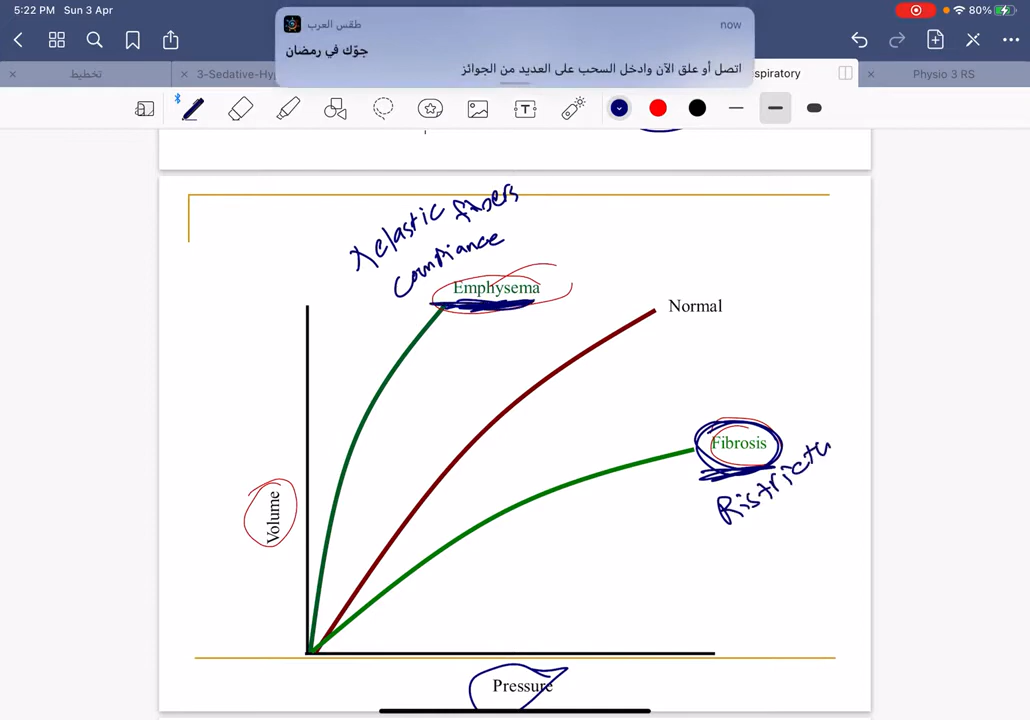 5:22 PM Sun 3 Apr
80%
طقس العرب
now
جوّك في رمضان
اتصل أو علق الآن وادخل السحب على العديد من الجوائز
تخطيط
3-Sedative-Hyp
spiratory
Physio 3 RS
elastic fibers
compliance
Emphysema
Normal
Fibrosis
Ristrictu
Volume
Pressure